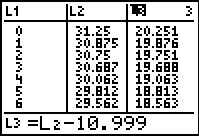 L1 L2 L3 3
0 31.25 20.251
1 30.875 19.876
2 30.75 19.751
3 30.687 19.688
4 30.062 19.063
5 29.812 18.813
6 29.562 18.563
L3 =L2-10.999